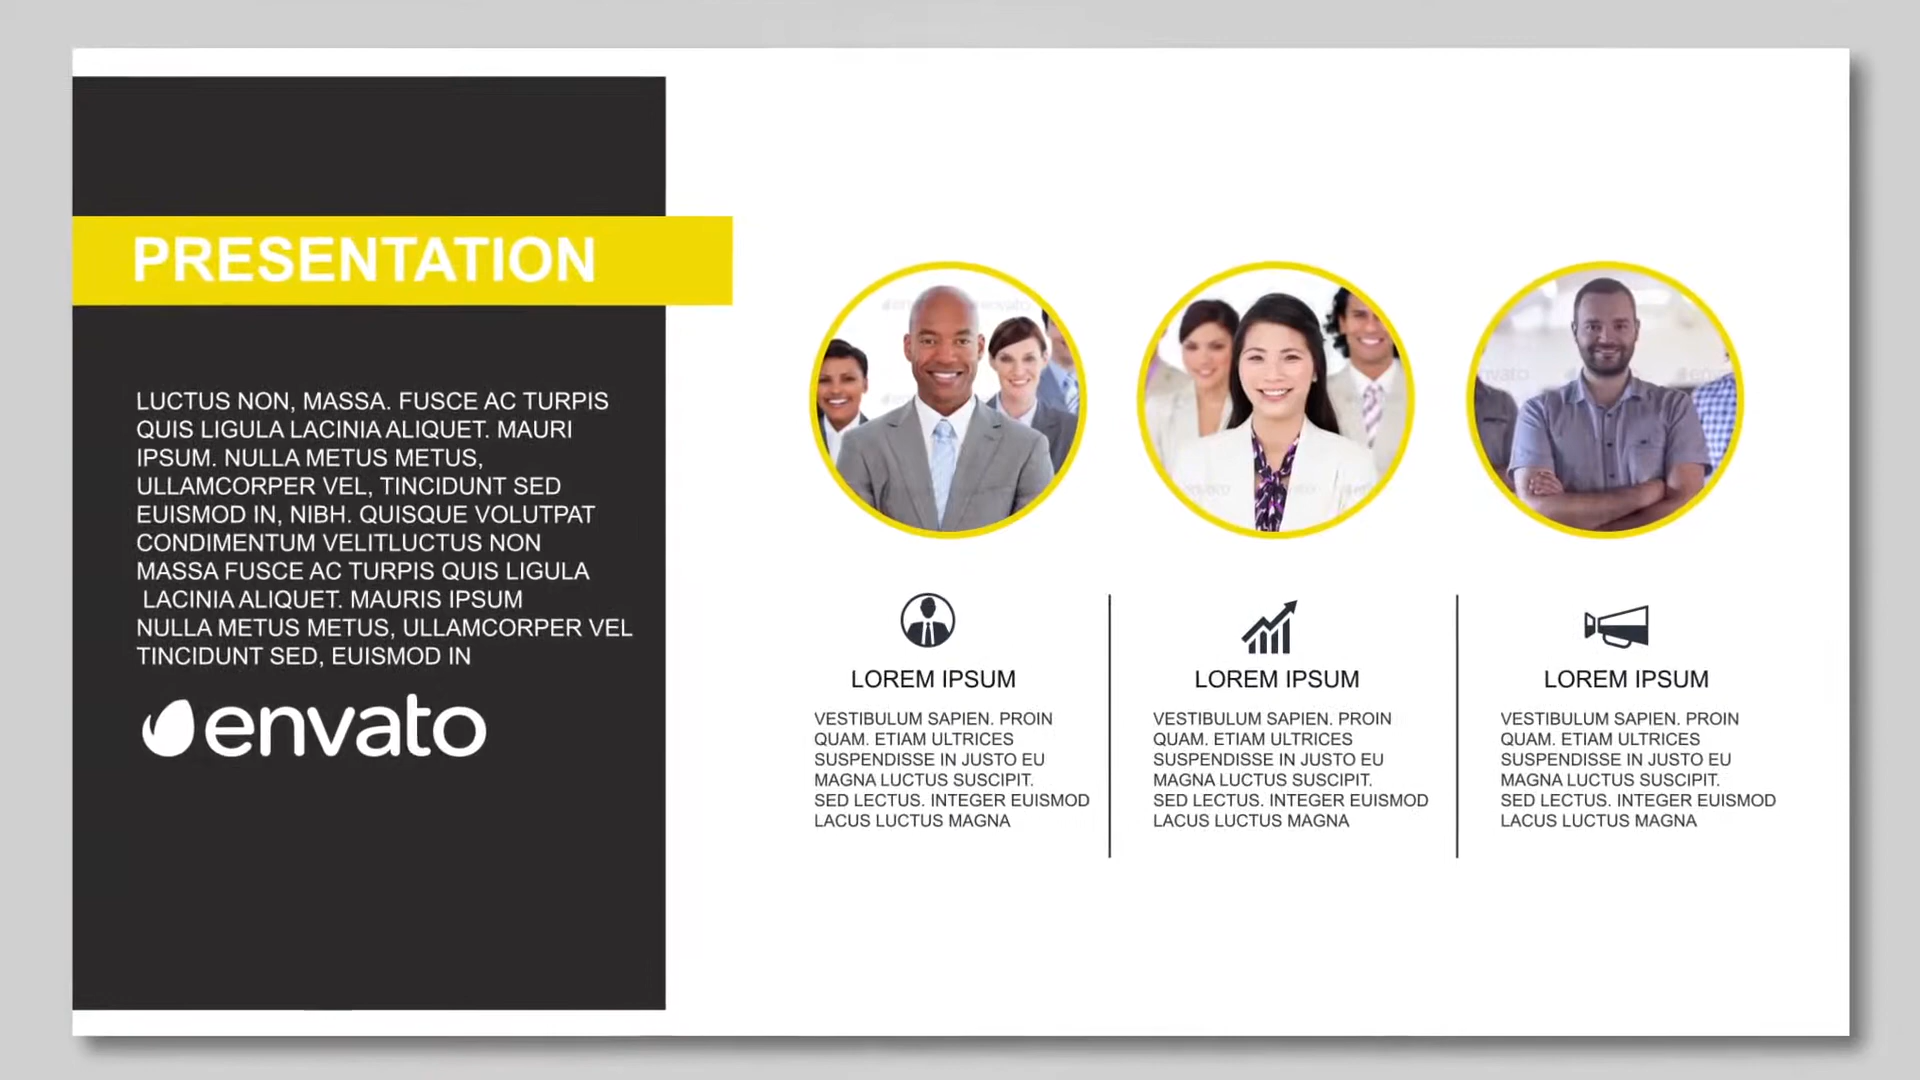 PRESENTATION
LUCTUS NON, MASSA. FUSCE AC TURPIS
QUIS LIGULA LACINIA ALIQUET. MAURI
IPSUM. NULLA METUS METUS,
ULLAMCORPER VEL, TINCIDUNT SED
EUISMOD IN, NIBH. QUISQUE VOLUTPAT
CONDIMENTUM VELITLUCTUS NON
MASSA FUSCE AC TURPIS QUIS LIGULA
LACINIA ALIQUET. MAURIS IPSUM
NULLA METUS METUS, ULLAMCORPER VEL
TINCIDUNT SED, EUISMOD IN
envato
LOREM IPSUM
VESTIBULUM SAPIEN. PROIN
QUAM. ETIAM ULTRICES
SUSPENDISSE IN JUSTO EU
MAGNA LUCTUS SUSCIPIT.
SED LECTUS. INTEGER EUISMOD
LACUS LUCTUS MAGNA
LOREM IPSUM
VESTIBULUM SAPIEN. PROIN
QUAM. ETIAM ULTRICES
SUSPENDISSE IN JUSTO EU
MAGNA LUCTUS SUSCIPIT.
SED LECTUS. INTEGER EUISMOD
LACUS LUCTUS MAGNA
LOREM IPSUM
VESTIBULUM SAPIEN. PROIN
QUAM. ETIAM ULTRICES
SUSPENDISSE IN JUSTO EU
MAGNA LUCTUS SUSCIPIT.
SED LECTUS. INTEGER EUISMOD
LACUS LUCTUS MAGNA